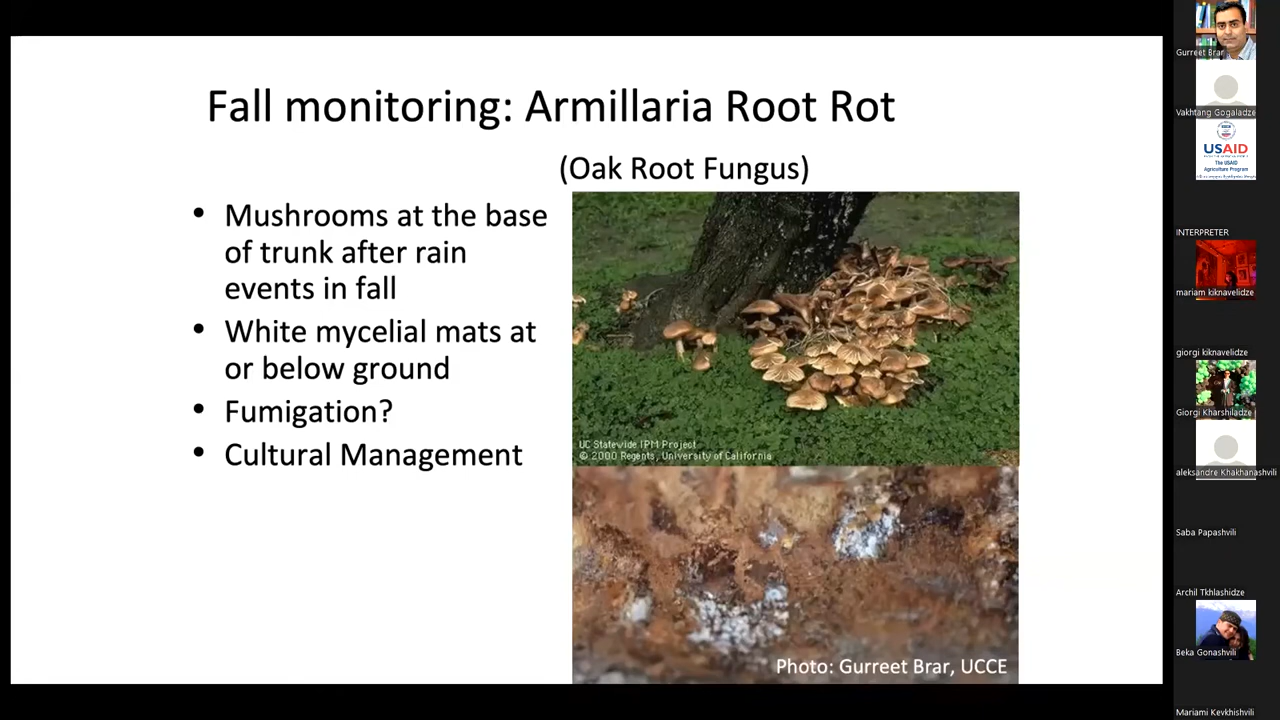 Fall monitoring: Armillaria Root Rot
(Oak Root Fungus)
• Mushrooms at the base
of trunk after rain
events in fall
• White mycelial mats at
or below ground
• Fumigation?
• Cultural Management
UC Statewide IPM Project
© 2000 Regents, University of California
Photo: Gurreet Brar, UCCE
Gurreet Brar
Vakhtang Gogaladze
USAID
The USAID
Agriculture Program
INTERPRETER
mariam kiknavelidze
giorgi kiknavelidze
Giorgi Kharshiladze
aleksandre Khakhanashvili
Saba Papashvili
Archil Tkhlashidze
Beka Gonashvili
Mariami Kevkhishvili